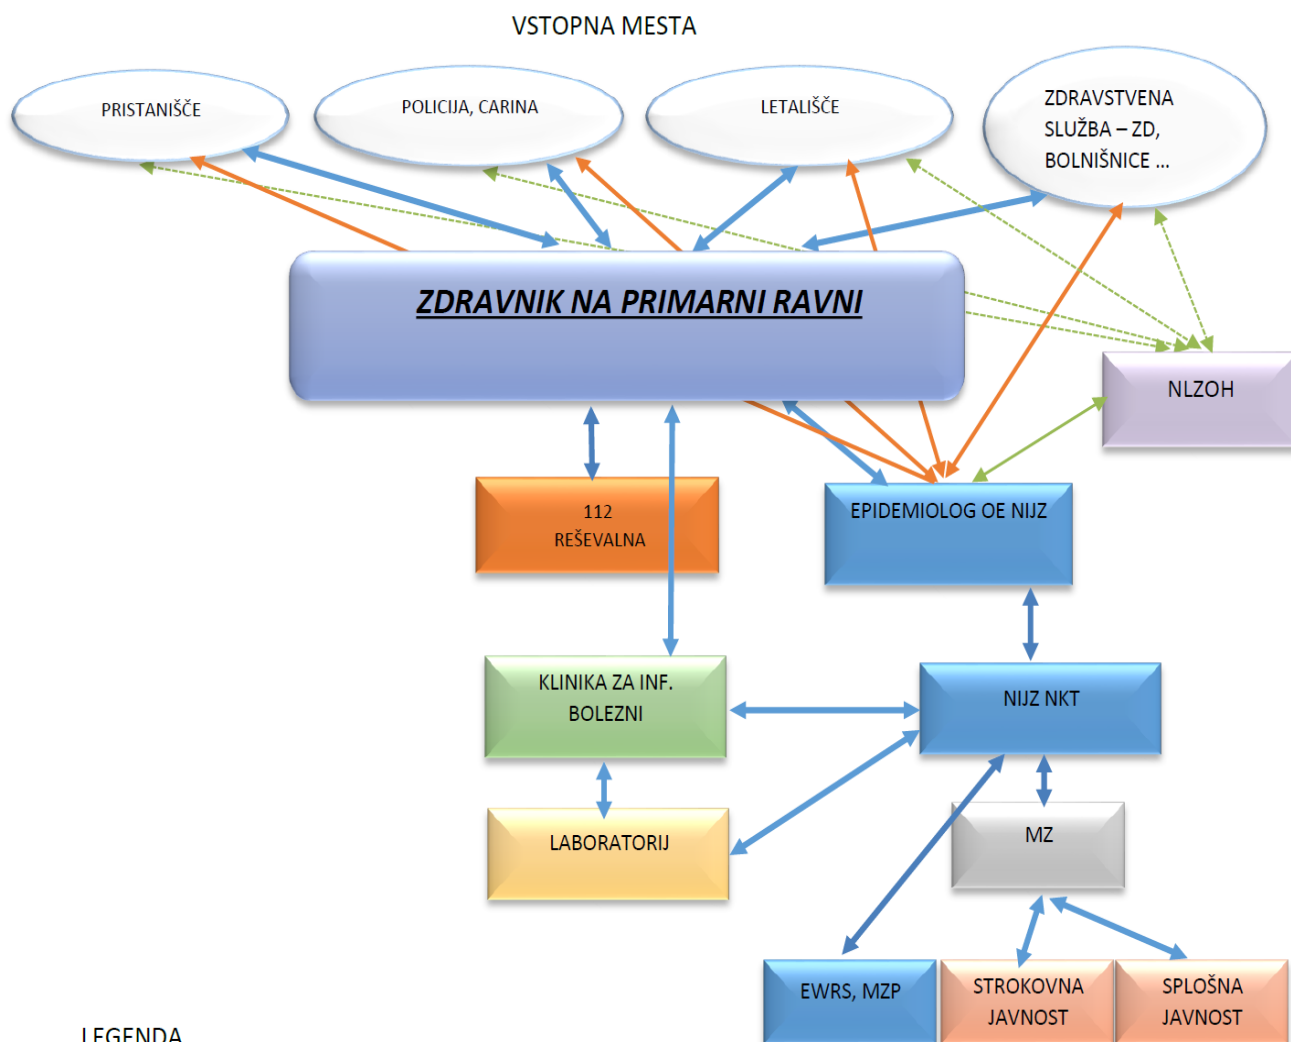 VSTOPNA MESTA
PRISTANIŠČE
POLICIJA, CARINA
LETALIŠČE
ZDRAVSTVENA
SLUŽBA – ZD,
BOLNIŠNICE ...
ZDRAVNIK NA PRIMARNI RAVNI
NLZOH
112
REŠEVALNA
EPIDEMIOLOG OE NIJZ
KLINIKA ZA INF.
BOLEZNI
NIJZ NKT
LABORATORIJ
MZ
EWRS, MZP
STROKOVNA
JAVNOST
SPLOŠNA
JAVNOST
LEGENDA